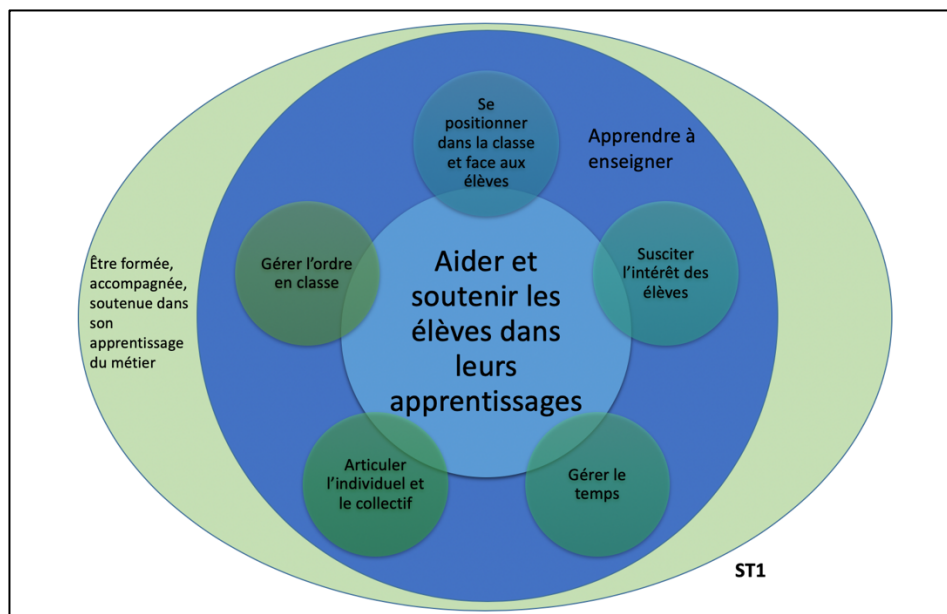 Se
positionner
dans la classe
et face aux
élèves
Apprendre à
enseigner
Gérer l'ordre
en classe
Susciter
l'intérêt des
élèves
Être formée,
accompagnée,
soutenue dans
son
apprentissage
du métier
Aider et
soutenir les
élèves dans
leurs
apprentissages
Articuler
l'individuel et
le collectif
Gérer le
temps
ST1